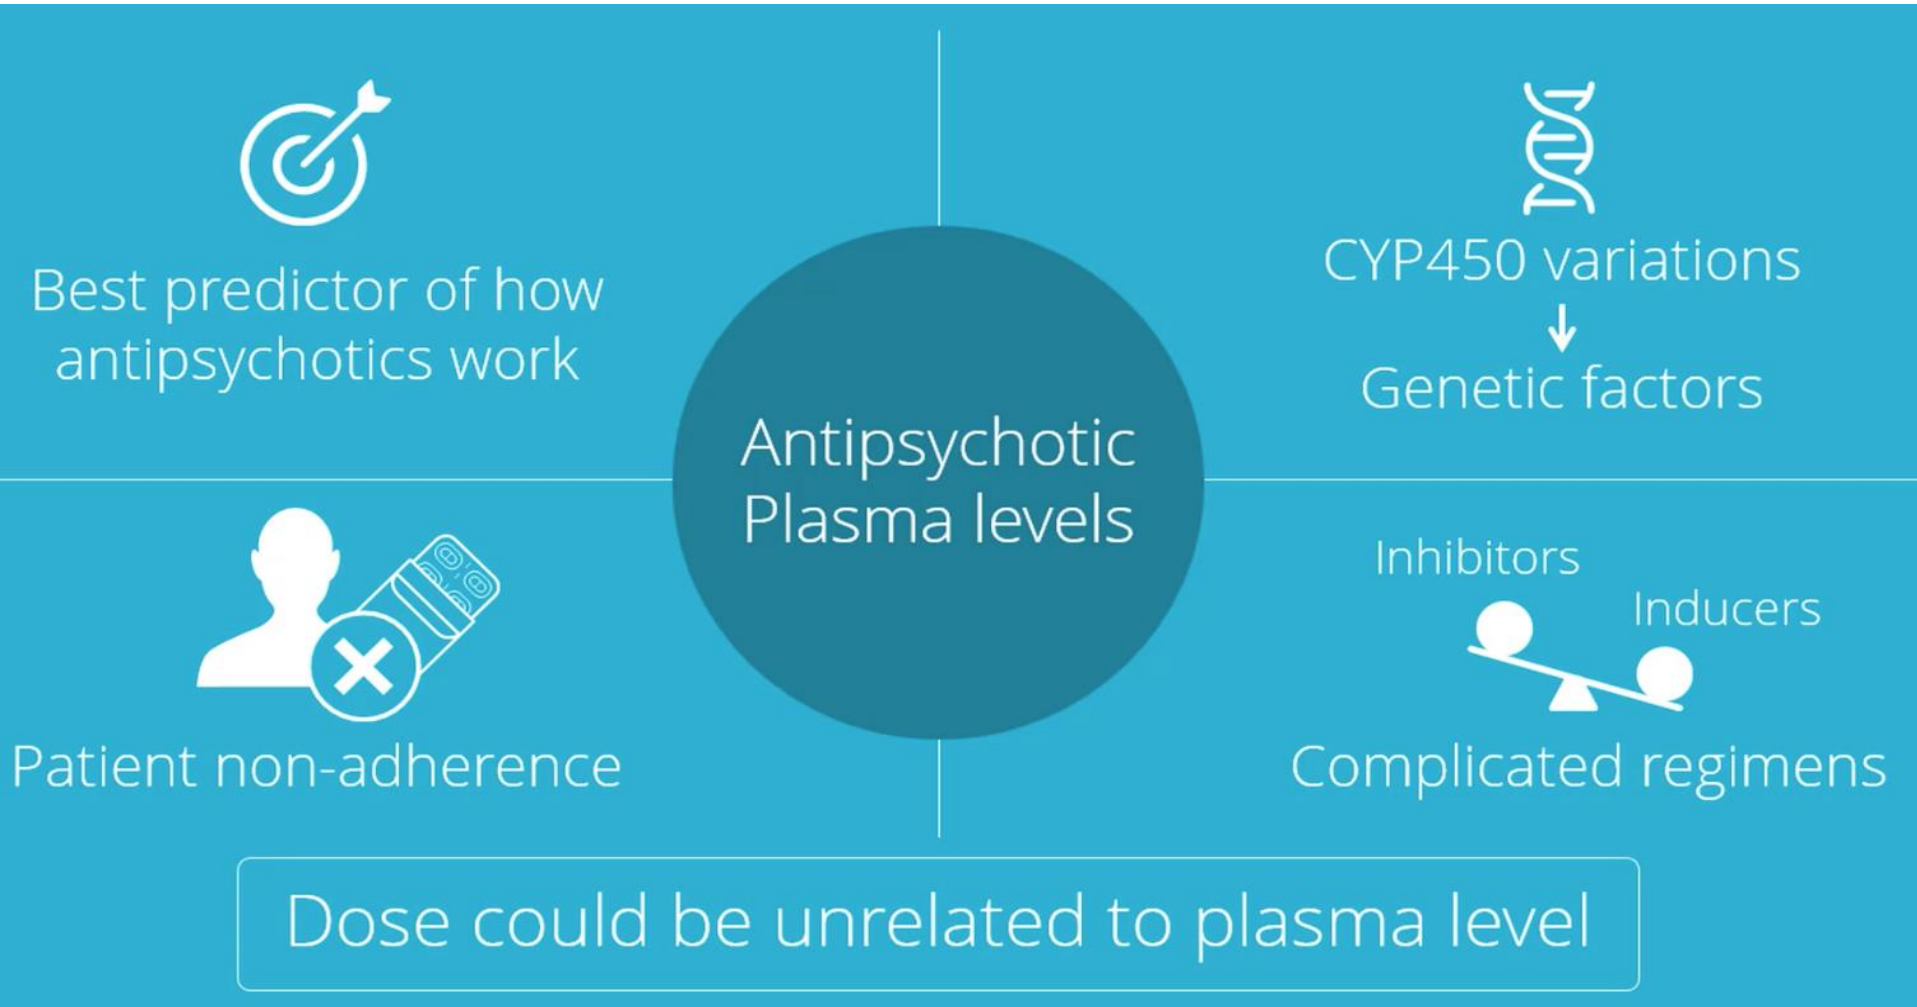 Best predictor of how
antipsychotics work
CYP450 variations
Genetic factors
Antipsychotic
Plasma levels
Patient non-adherence
Inhibitors
Inducers
Complicated regimens
Dose could be unrelated to plasma level